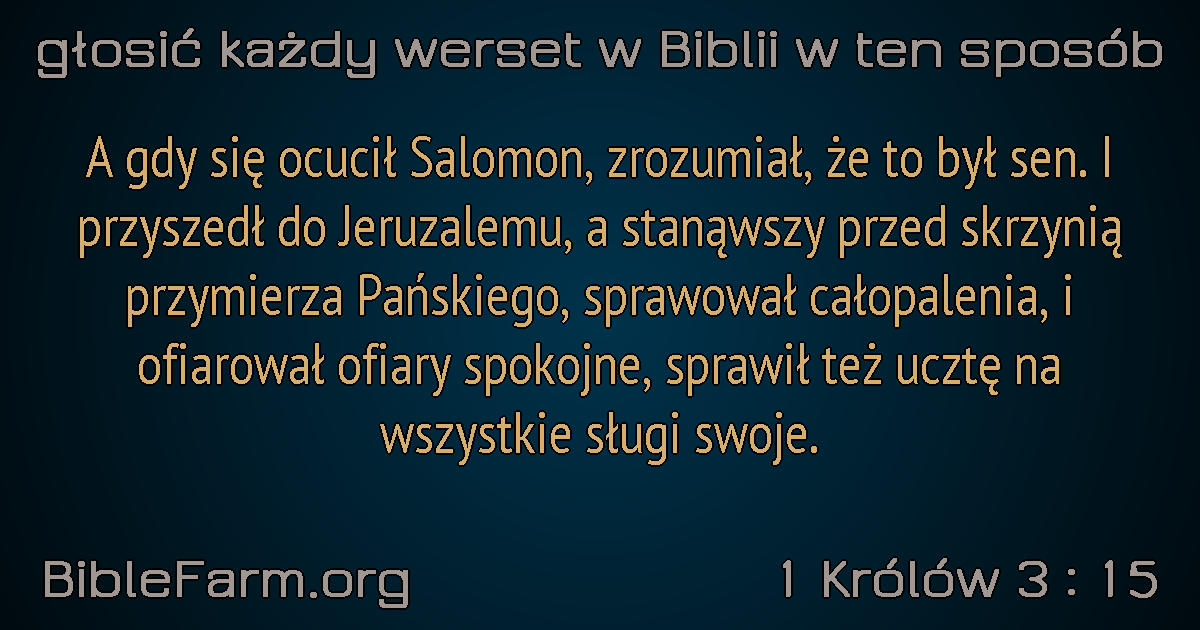 głosić każdy werset w Biblii w ten sposób
A gdy się ocucił Salomon, zrozumiał, że to był sen. I
przyszedł do Jeruzalemu, a stanąwszy przed skrzynią
przymierza Pańskiego, sprawował całopalenia, i
ofiarował ofiary spokojne, sprawił też ucztę na
wszystkie sługi swoje.
BibleFarm.org
1 Królów 3 : 15